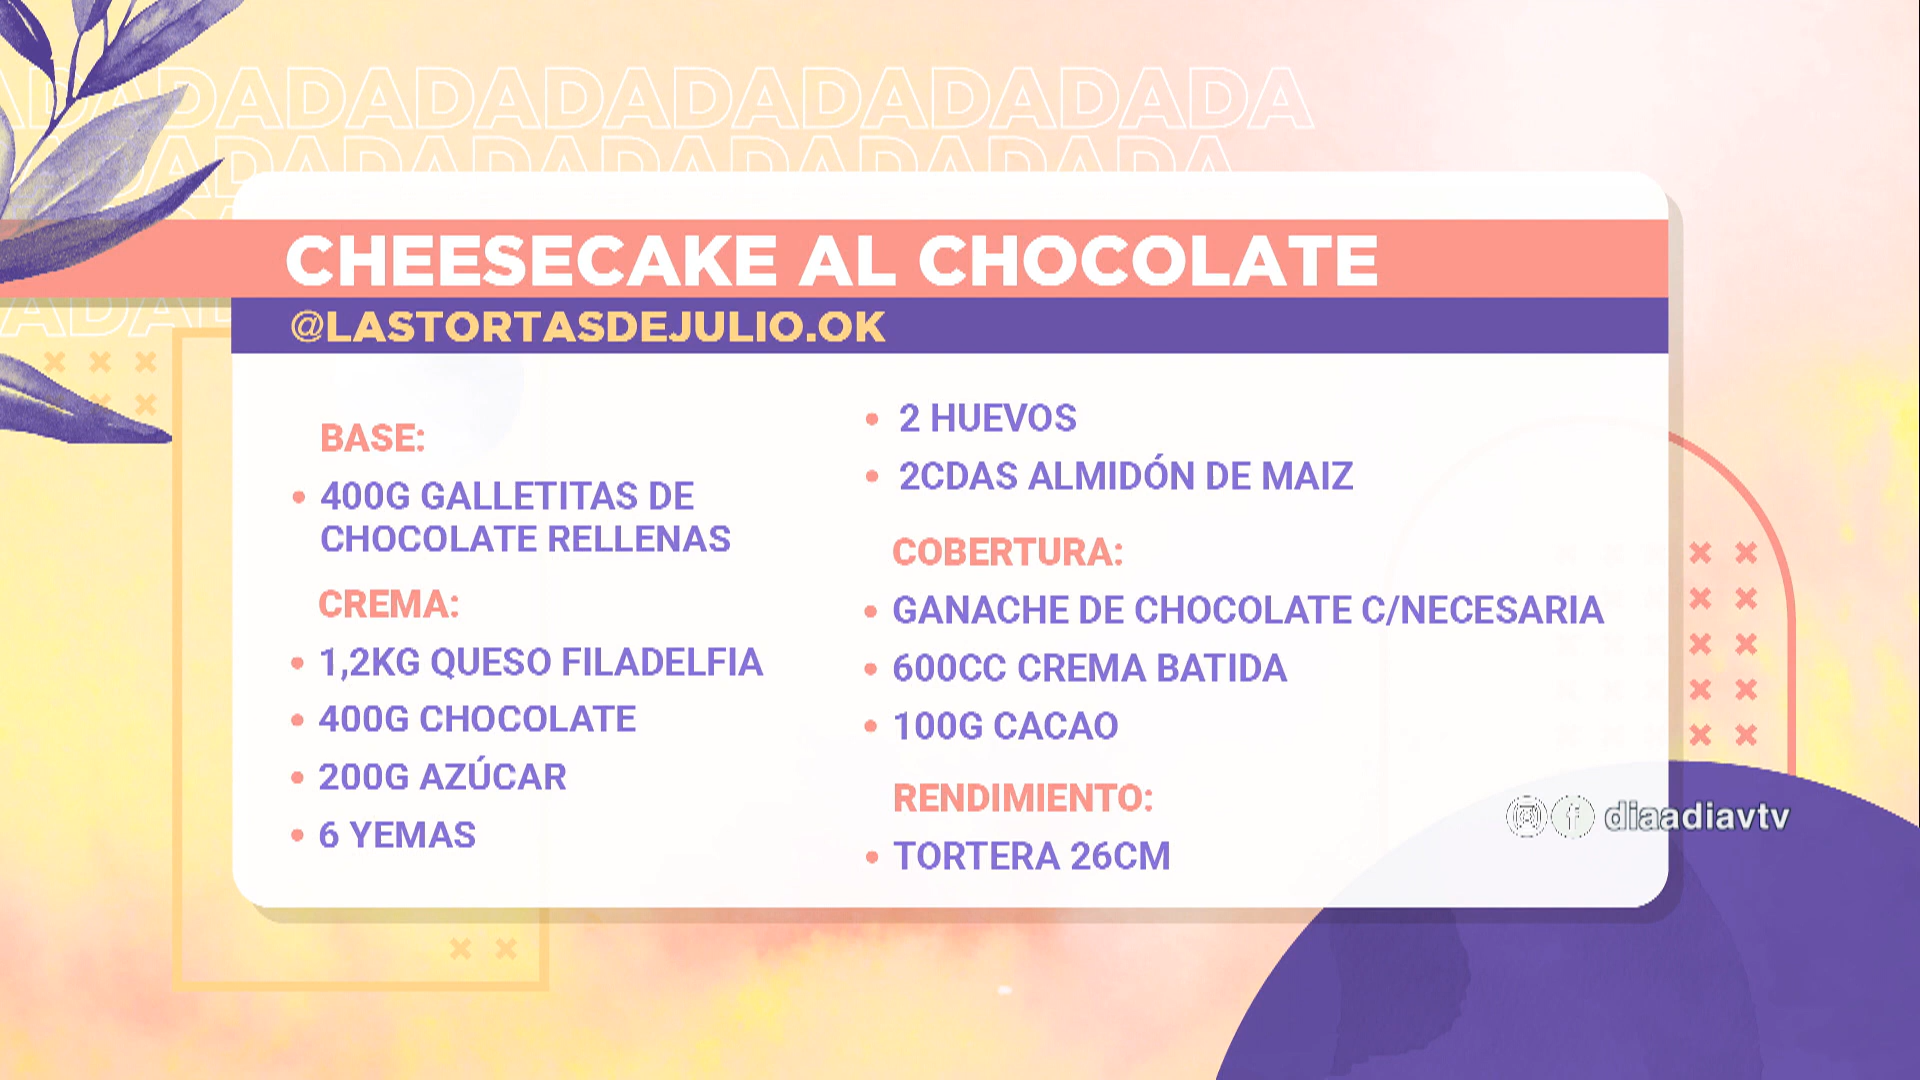 DADADADADADADADADADADADADADADA
ADADADADADADADADADADADADADA
CHEESECAKE AL CHOCOLATE
@LASTORTASDEJULIO.OK
BASE:
• 400G GALLETITAS DE
CHOCOLATE RELLENAS
CREMA:
• 1,2KG QUESO FILADELFIA
• 400G CHOCOLATE
• 200G AZÚCAR
• 6 YEMAS
• 2 HUEVOS
• 2CDAS ALMIDÓN DE MAIZ
COBERTURA:
• GANACHE DE CHOCOLATE C/NECESARIA
• 600CC CREMA BATIDA
• 100G CACAO
RENDIMIENTO:
• TORTERA 26CM
diaadiavtv